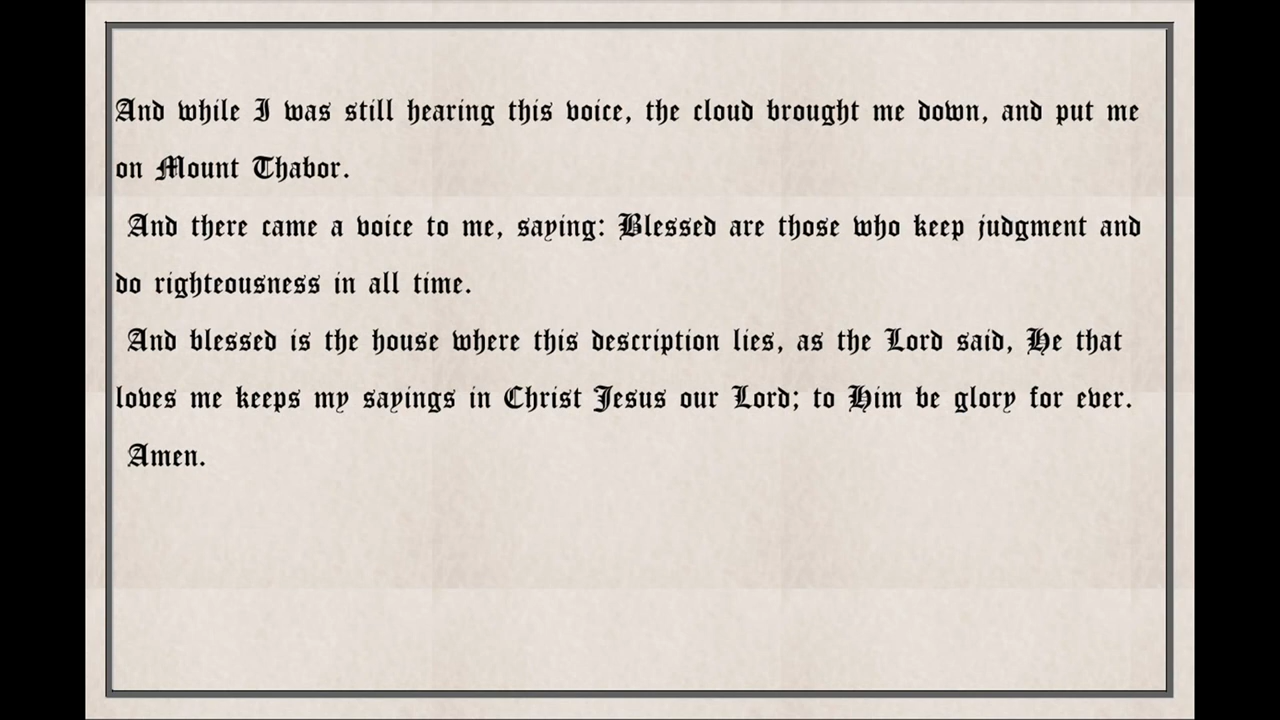 And while I was still hearing this voice, the cloud brought me down, and put me
on Mount Thabor.
And there came a voice to me, saying: Blessed are those who keep judgment and
do righteousness in all time.
And blessed is the house where this description lies, as the Lord said, He that
loves me keeps my sayings in Christ Jesus our Lord; to Him be glory for ever.
Amen.